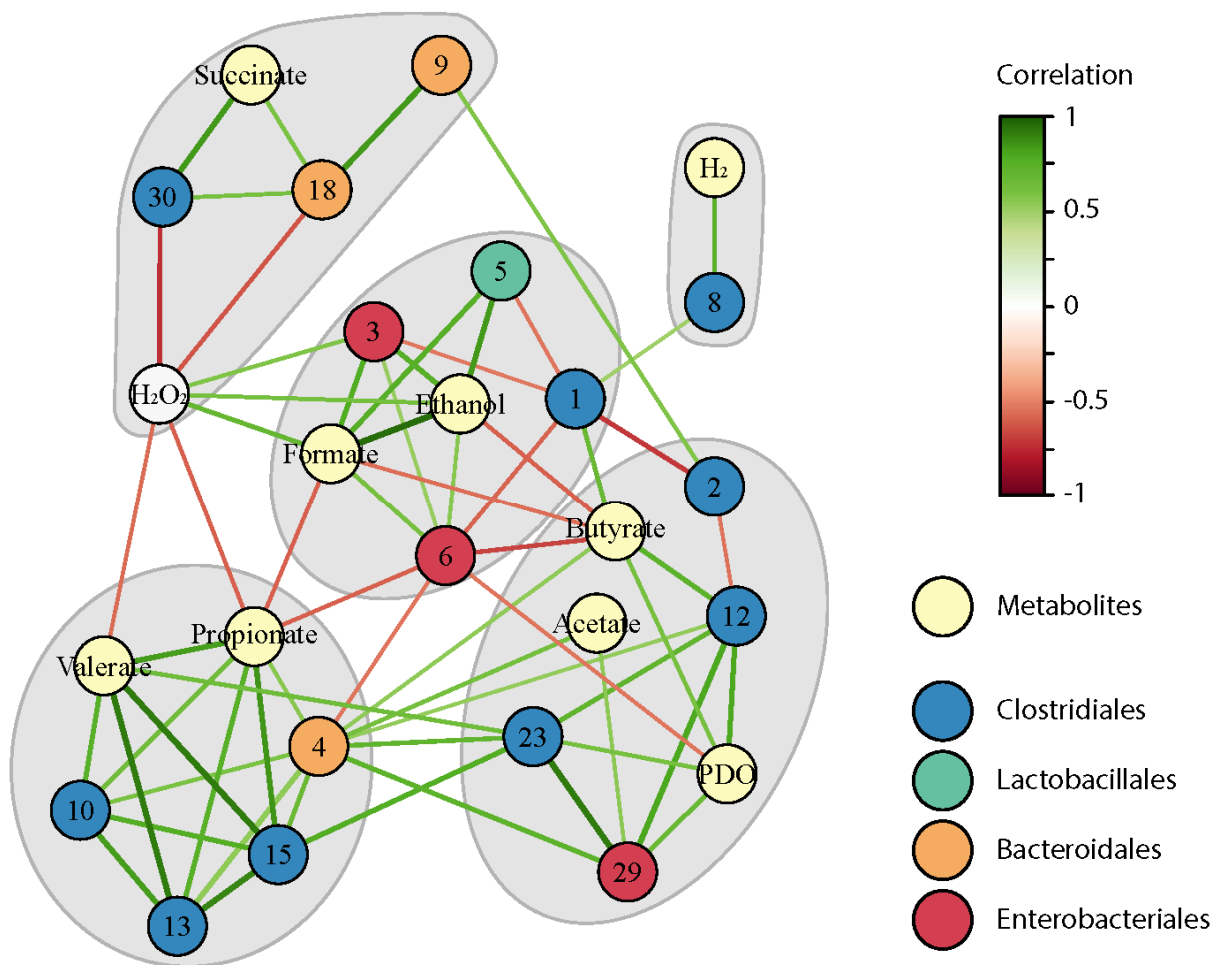 Succinate
9
Correlation
1
H₂
30
18
0.5
5
8
0
3
H₂O₂
Ethanol
1
-0.5
Formate
2
-1
Butyrate
6
Metabolites
Acetate
12
Propionate
Valerate
Clostridiales
4
23
PDO
Lactobacillales
10
15
29
Bacteroidales
13
Enterobacteriales